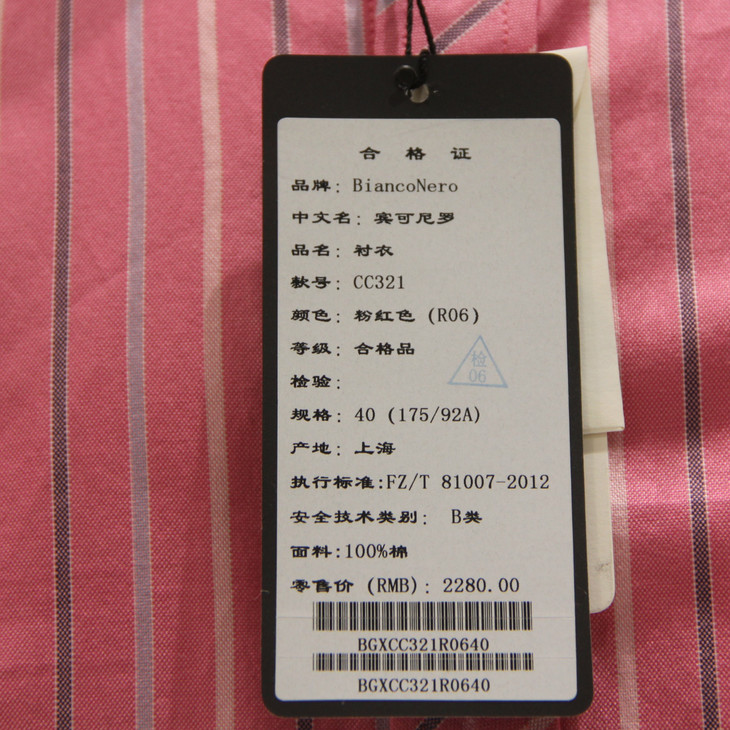 合格证
品牌: BiancoNero
中文名: 宾可尼罗
品名: 衬衣
款号: CC321
颜色: 粉红色 (R06)
等级: 合格品
检
06
检验:
规格: 40 (175/92A)
产地: 上海
执行标准:FZ/T 81007-2012
安全技术类别: B类
面料:100%棉
零售价 (RMB): 2280.00
BGXCC321R0640
BGXCC321R0640